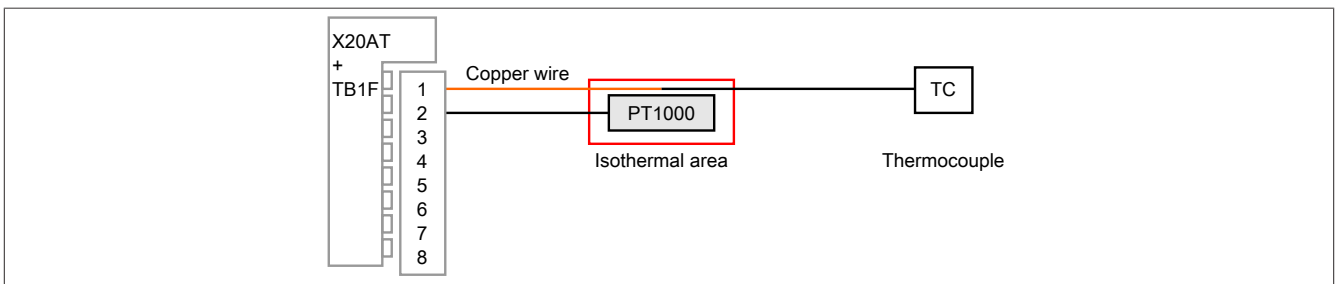 X20AT
+
TB1F
1
2
3
4
5
6
7
8
Copper wire
PT1000
Isothermal area
TC
Thermocouple